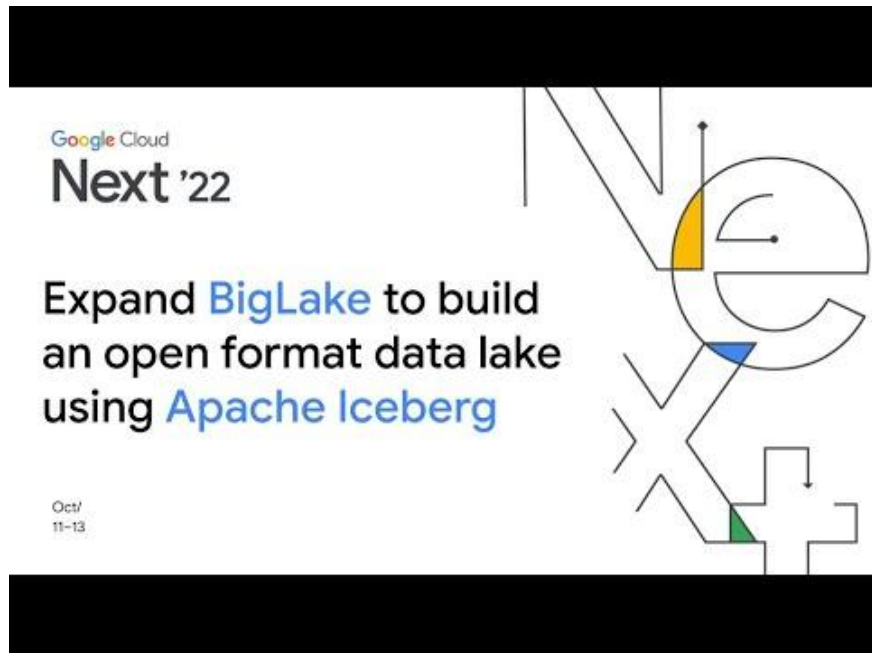 Google Cloud
Next '22
Expand BigLake to build
an open format data lake
using Apache Iceberg
Oct/
11–13
Next